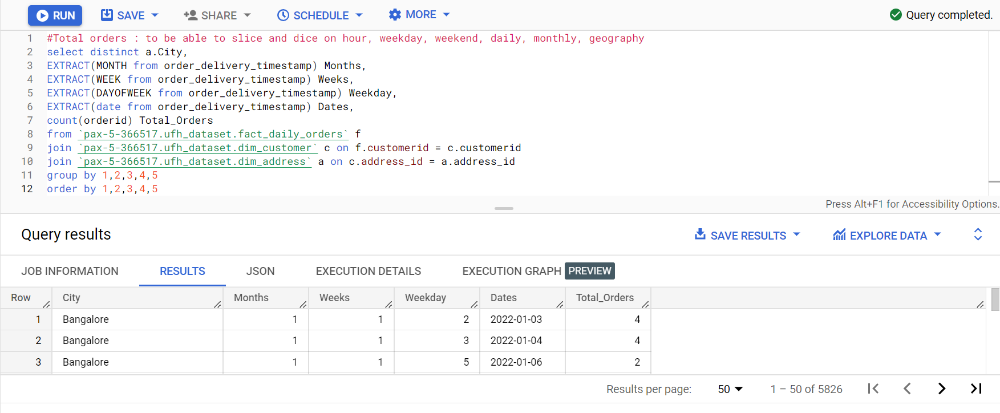 RUN SAVE SHARE SCHEDULE MORE Query completed.
1 #Total orders : to be able to slice and dice on hour, weekday, weekend, daily, monthly, geography
2 select distinct a.City,
3 EXTRACT(MONTH from order_delivery_timestamp) Months,
4 EXTRACT(WEEK from order_delivery_timestamp) Weeks,
5 EXTRACT(DAYOFWEEK from order_delivery_timestamp) Weekday,
6 EXTRACT(date from order_delivery_timestamp) Dates,
7 count(orderid) Total_Orders
8 from `pax-5-366517.ufh_dataset.fact_daily_orders` f
9 join `pax-5-366517.ufh_dataset.dim_customer` c on f.customerid = c.customerid
10 join `pax-5-366517.ufh_dataset.dim_address` a on c.address_id = a.address_id
11 group by 1,2,3,4,5
12 order by 1,2,3,4,5
Press Alt+F1 for Accessibility Options.
Query results SAVE RESULTS EXPLORE DATA
JOB INFORMATION RESULTS JSON EXECUTION DETAILS EXECUTION GRAPH PREVIEW
Row City Months Weeks Weekday Dates Total_Orders
1 Bangalore 1 1 2 2022-01-03 4
2 Bangalore 1 1 3 2022-01-04 4
3 Bangalore 1 1 5 2022-01-06 2
Results per page: 50 1 – 50 of 5826